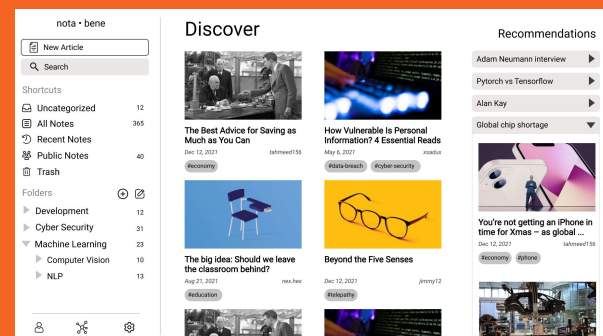 nota • bene
New Article
Search
Shortcuts
Uncategorized 12
All Notes 365
Recent Notes
Public Notes 40
Trash
Folders
Development 12
Cyber Security 31
Machine Learning 23
Computer Vision 10
NLP 13
Discover
The Best Advice for Saving as
Much as You Can
Dec 12, 2021 tahmeed156
#economy
How Vulnerable Is Personal
Information? 4 Essential Reads
May 6, 2021 xsadux
#data-breach #cyber-security
The big idea: Should we leave
the classroom behind?
Aug 21, 2021 nex.hex
#education
Beyond the Five Senses
Dec 12, 2021 jimmy12
#telepathy
Recommendations
Adam Neumann interview
Pytorch vs Tensorflow
Alan Kay
Global chip shortage
You're not getting an iPhone in
time for Xmas – as global ...
Dec 12, 2021 tahmeed156
#economy #phone